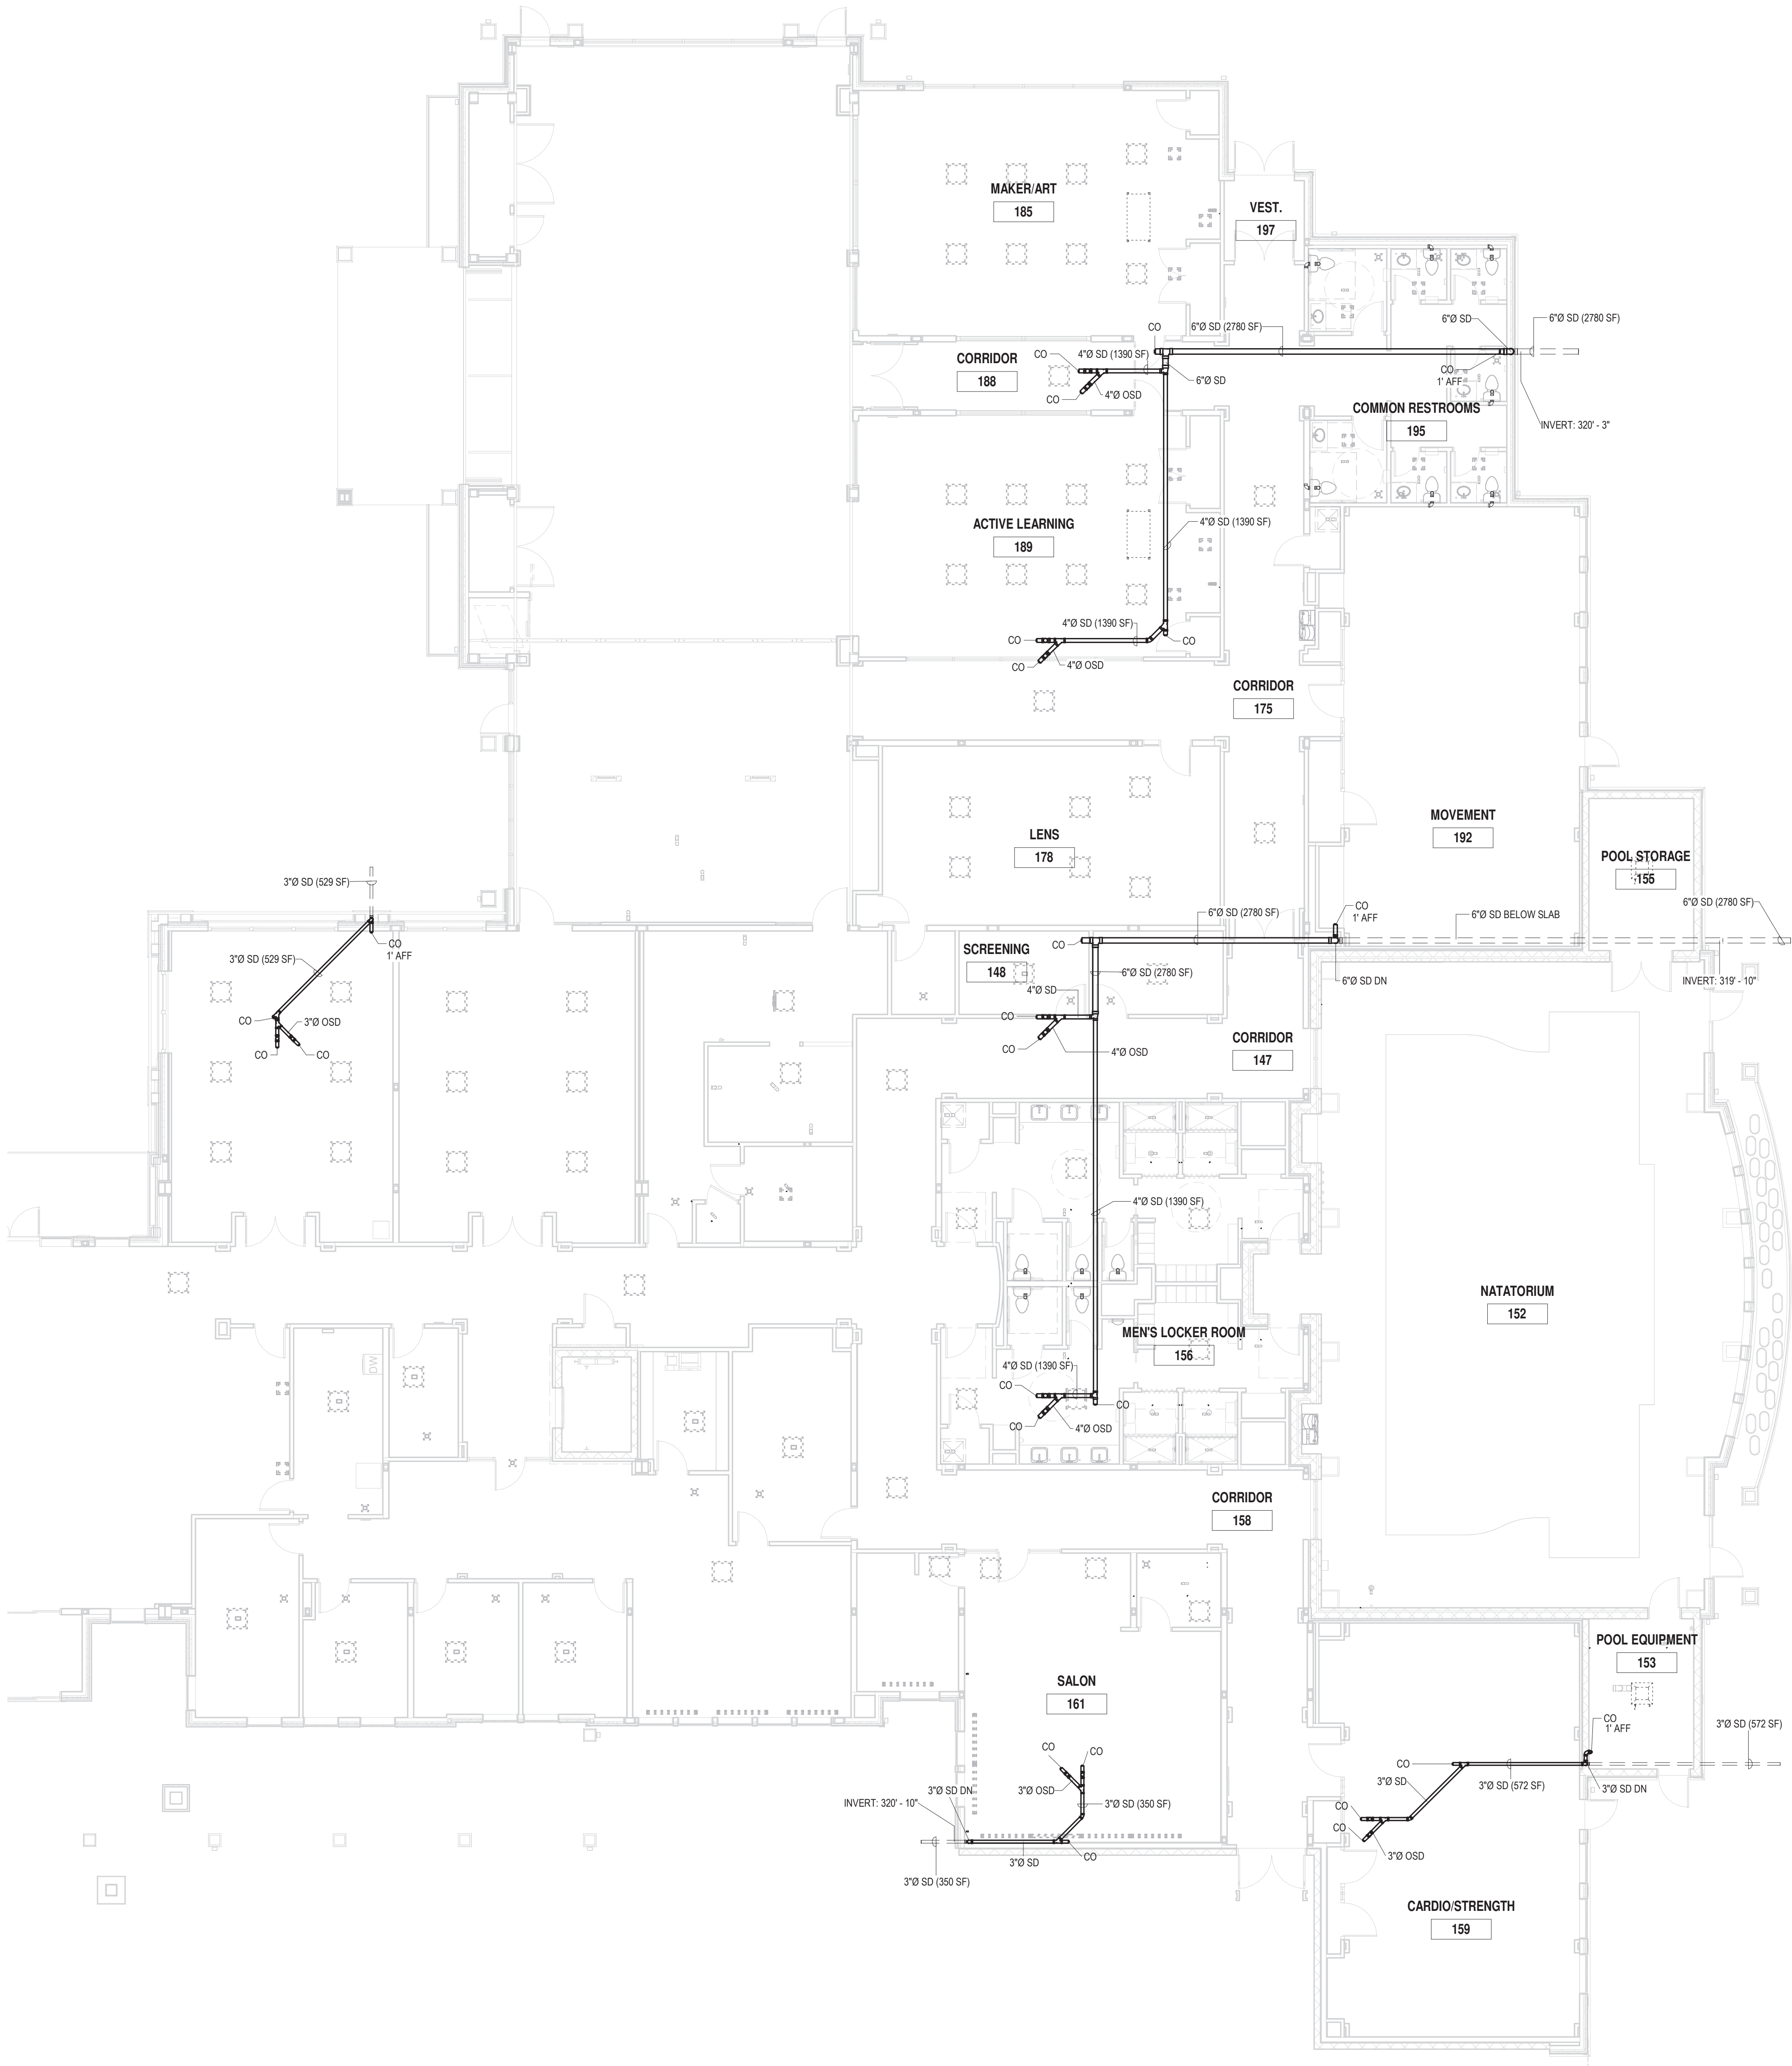 MAKER/ART
185
VEST.
197
CO
6"Ø SD (2780 SF)
6"Ø SD
6"Ø SD (2780 SF)
CORRIDOR
188
CO
4"Ø SD (1390 SF)
6"Ø SD
CO
4"Ø OSD
CO
1' AFF
COMMON RESTROOMS
195
INVERT: 320' - 3"
ACTIVE LEARNING
189
4"Ø SD (1390 SF)
4"Ø SD (1390 SF)
CO
CO
CO
4"Ø OSD
CORRIDOR
175
LENS
178
MOVEMENT
192
POOL STORAGE
155
3"Ø SD (529 SF)
CO
1' AFF
3"Ø SD (529 SF)
CO
3"Ø OSD
CO
CO
SCREENING
148
CO
6"Ø SD (2780 SF)
CO
1' AFF
6"Ø SD BELOW SLAB
6"Ø SD (2780 SF)
6"Ø SD (2780 SF)
4"Ø SD
6"Ø SD DN
INVERT: 319' - 10"
CO
CO
4"Ø OSD
CORRIDOR
147
4"Ø SD (1390 SF)
NATATORIUM
152
MEN'S LOCKER ROOM
156
4"Ø SD (1390 SF)
CO
CO
CO
4"Ø OSD
DW
CORRIDOR
158
POOL EQUIPMENT
153
SALON
161
CO
1' AFF
3"Ø SD (572 SF)
CO
CO
3"Ø SD DN
3"Ø OSD
INVERT: 320' - 10"
3"Ø SD (350 SF)
CO
3"Ø SD
3"Ø SD (572 SF)
3"Ø SD DN
CO
CO
3"Ø OSD
CO
3"Ø SD
3"Ø SD (350 SF)
CARDIO/STRENGTH
159